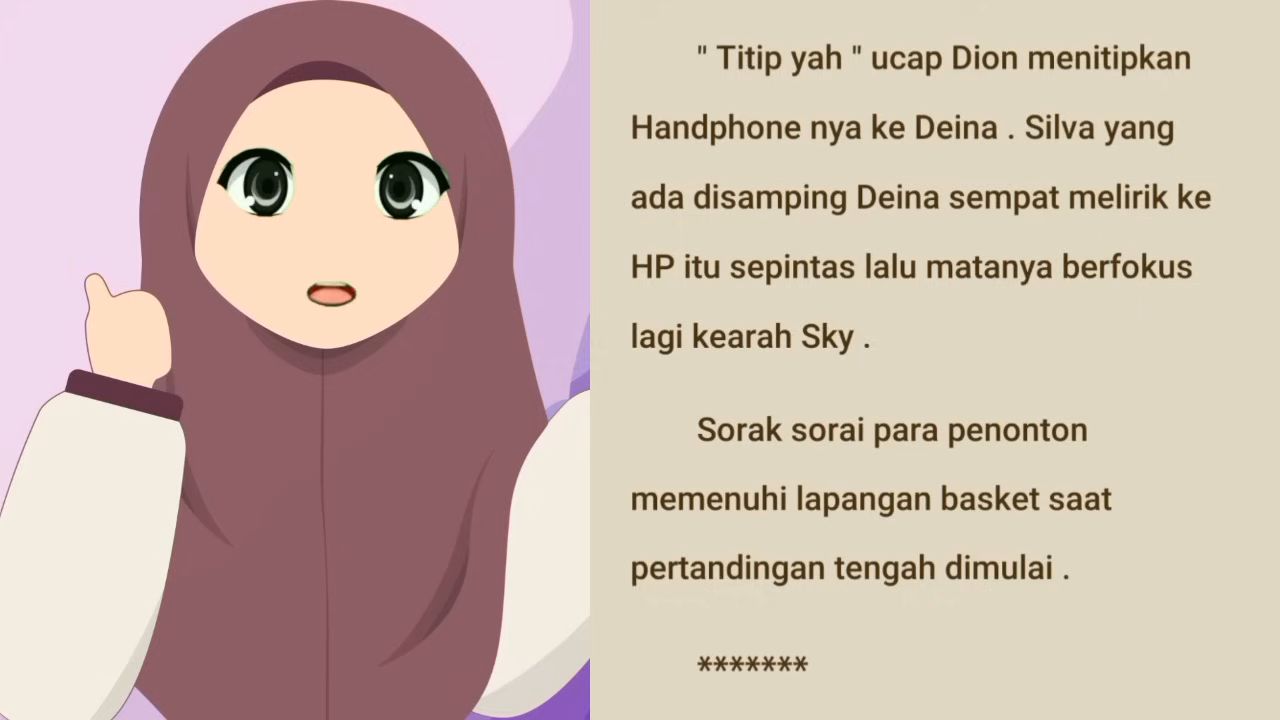 " Titip yah " ucap Dion menitipkan
Handphone nya ke Deina . Silva yang
ada disamping Deina sempat melirik ke
HP itu sepintas lalu matanya berfokus
lagi kearah Sky .
Sorak sorai para penonton
memenuhi lapangan basket saat
pertandingan tengah dimulai .
*******